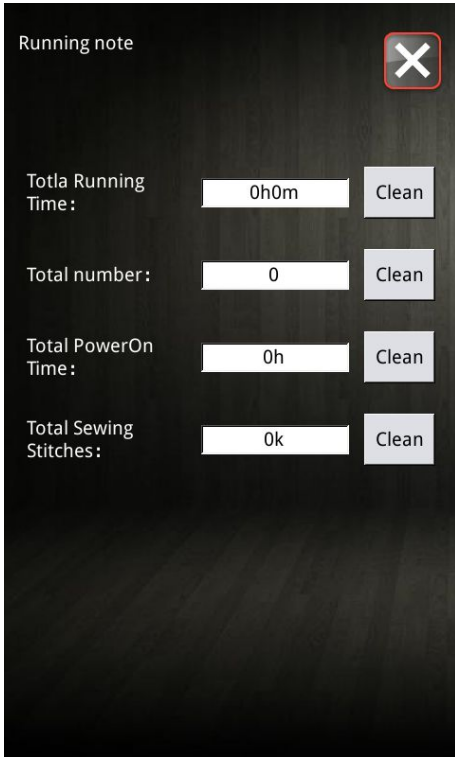 Running note
Totla Running
Time:
0h0m
Clean
Total number:
0
Clean
Total PowerOn
Time:
0h
Clean
Total Sewing
Stitches:
0k
Clean